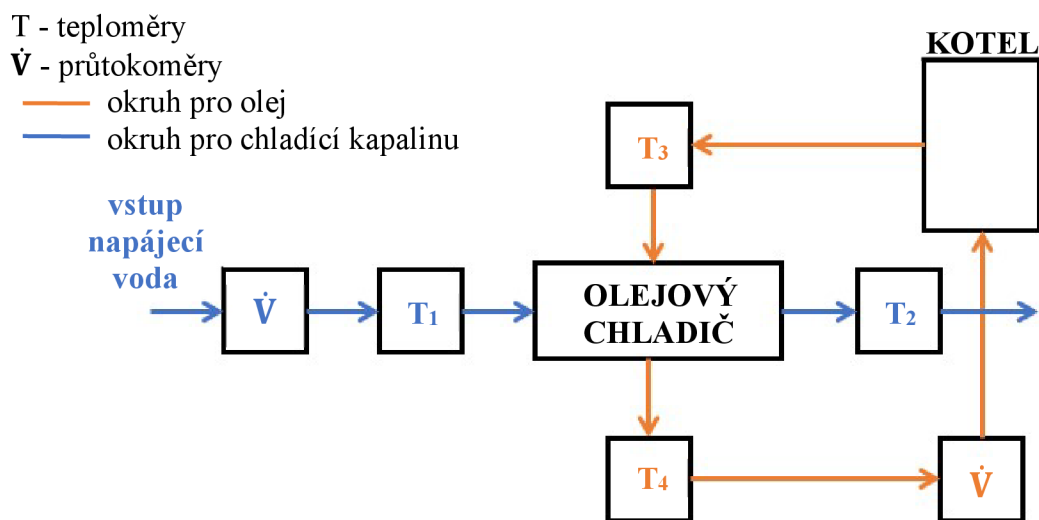 T - teploměry
V̇ - průtokoměry
okruh pro olej
okruh pro chladící kapalinu
KOTEL
T₃
vstup
napájecí
voda
V̇
T₁
OLEJOVÝ
CHLADIČ
T₂
T₄
V̇